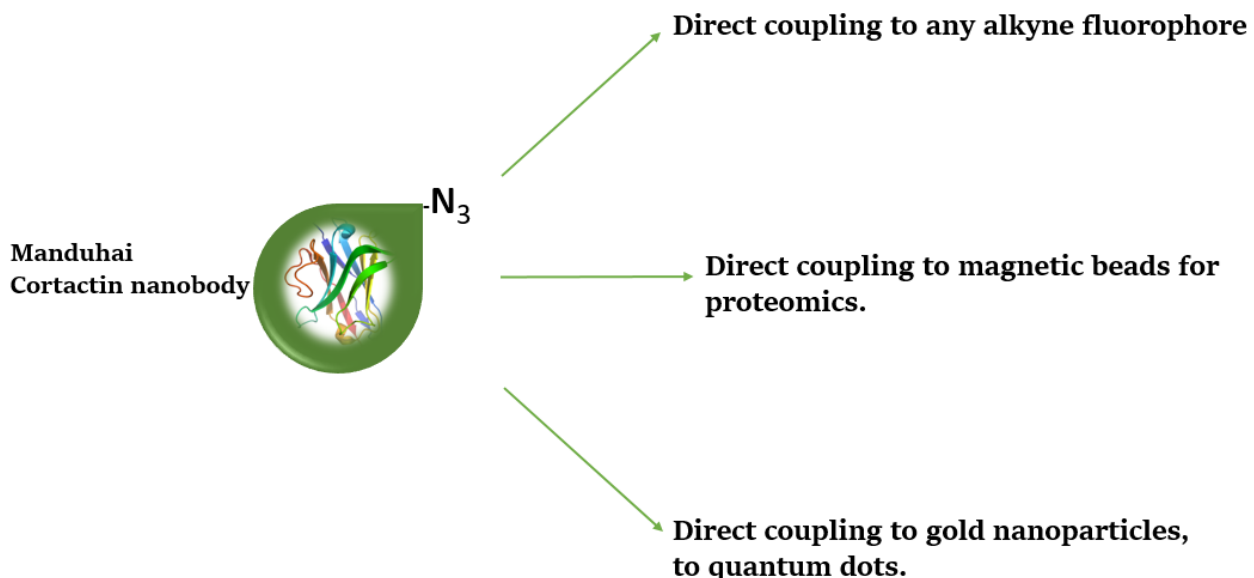 Direct coupling to any alkyne fluorophore
-N₃
Manduhai
Cortactin nanobody
Direct coupling to magnetic beads for
proteomics.
Direct coupling to gold nanoparticles,
to quantum dots.